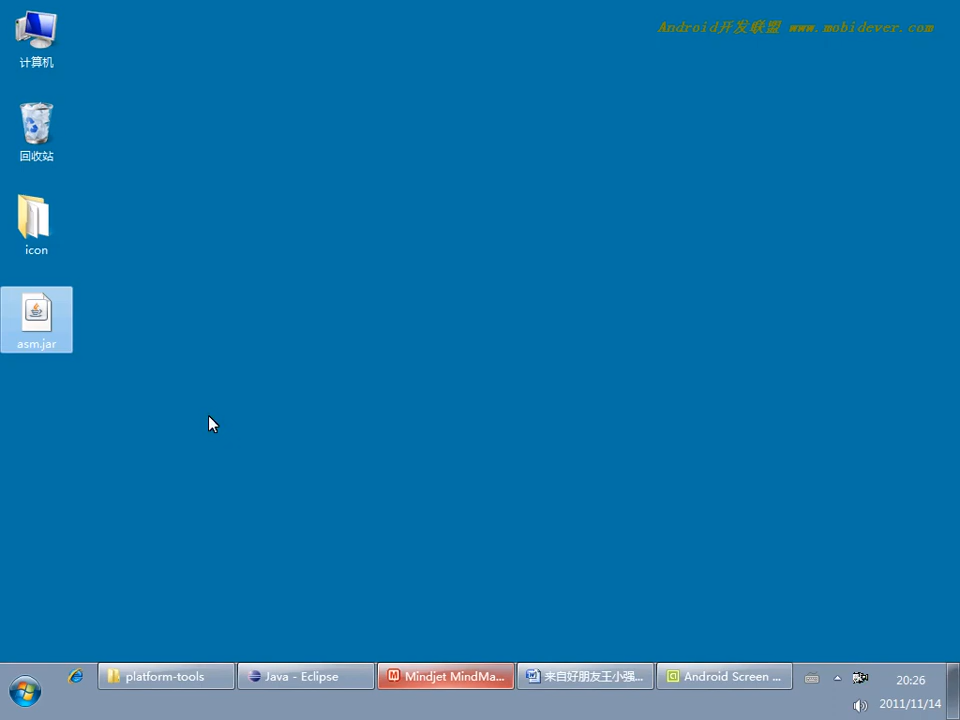 Android开发联盟 www.mobidever.com
计算机
回收站
icon
asm.jar
platform-tools
Java - Eclipse
Mindjet MindMa...
来自好朋友王小强...
Android Screen ...
20:26
2011/11/14